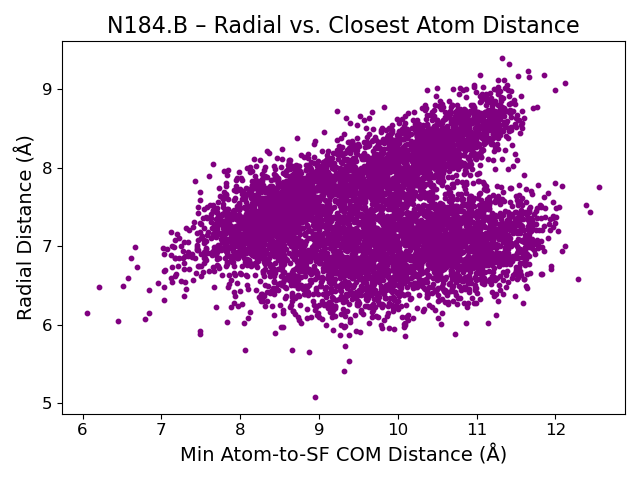 N184.B – Radial vs. Closest Atom Distance
9
8
7
6
5
Radial Distance (Å)
6 7 8 9 10 11 12
Min Atom-to-SF COM Distance (Å)